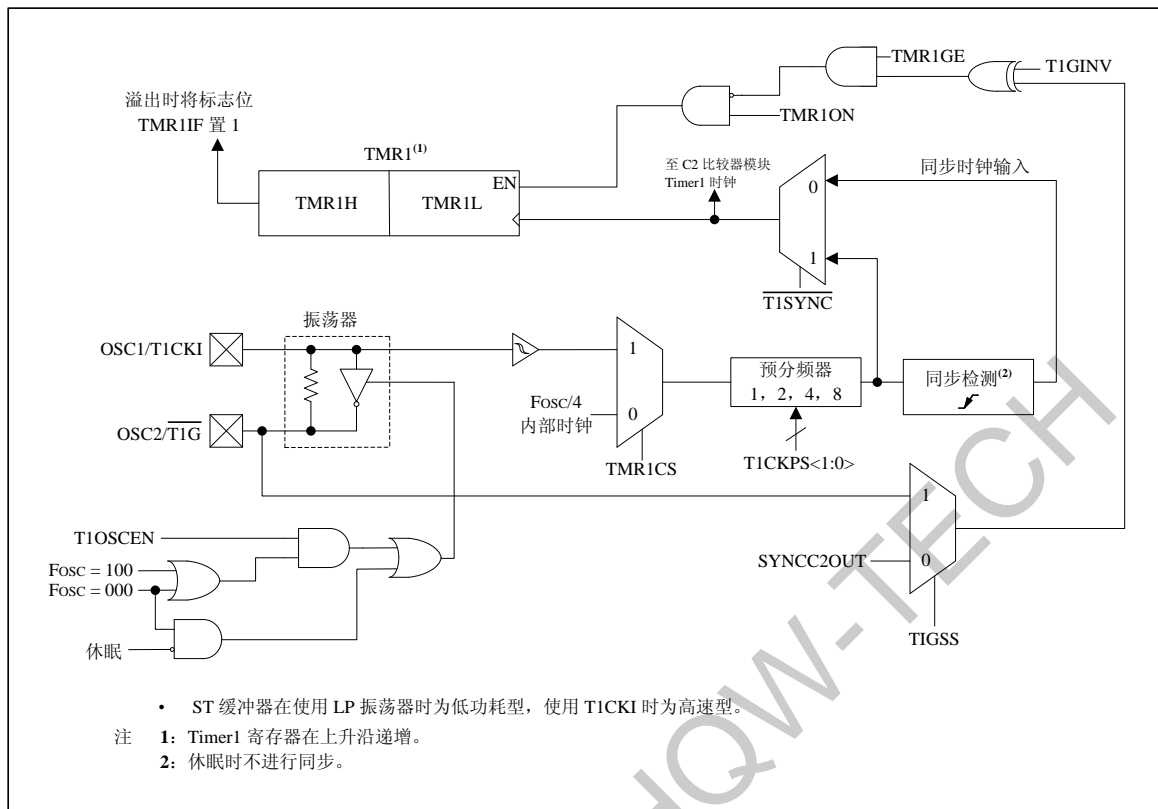 TMR1GE
T1GINV
溢出时将标志位
TMR1IF 置 1
TMR1ON
TMR1(1)
至 C2 比较器模块
Timer1 时钟
EN
同步时钟输入
TMR1H
TMR1L
0
1
T1SYNC
振荡器
OSC1/T1CKI
1
预分频器
1，2，4，8
同步检测(2)
FOSC/4
内部时钟
0
OSC2/T1G
TMR1CS
T1CKPS<1:0>
1
T1OSCEN
SYNCC2OUT
0
FOSC = 100
FOSC = 000
休眠
TIGSS
• ST 缓冲器在使用 LP 振荡器时为低功耗型，使用 T1CKI 时为高速型。
注 1：Timer1 寄存器在上升沿递增。
2：休眠时不进行同步。
HQW-TECH